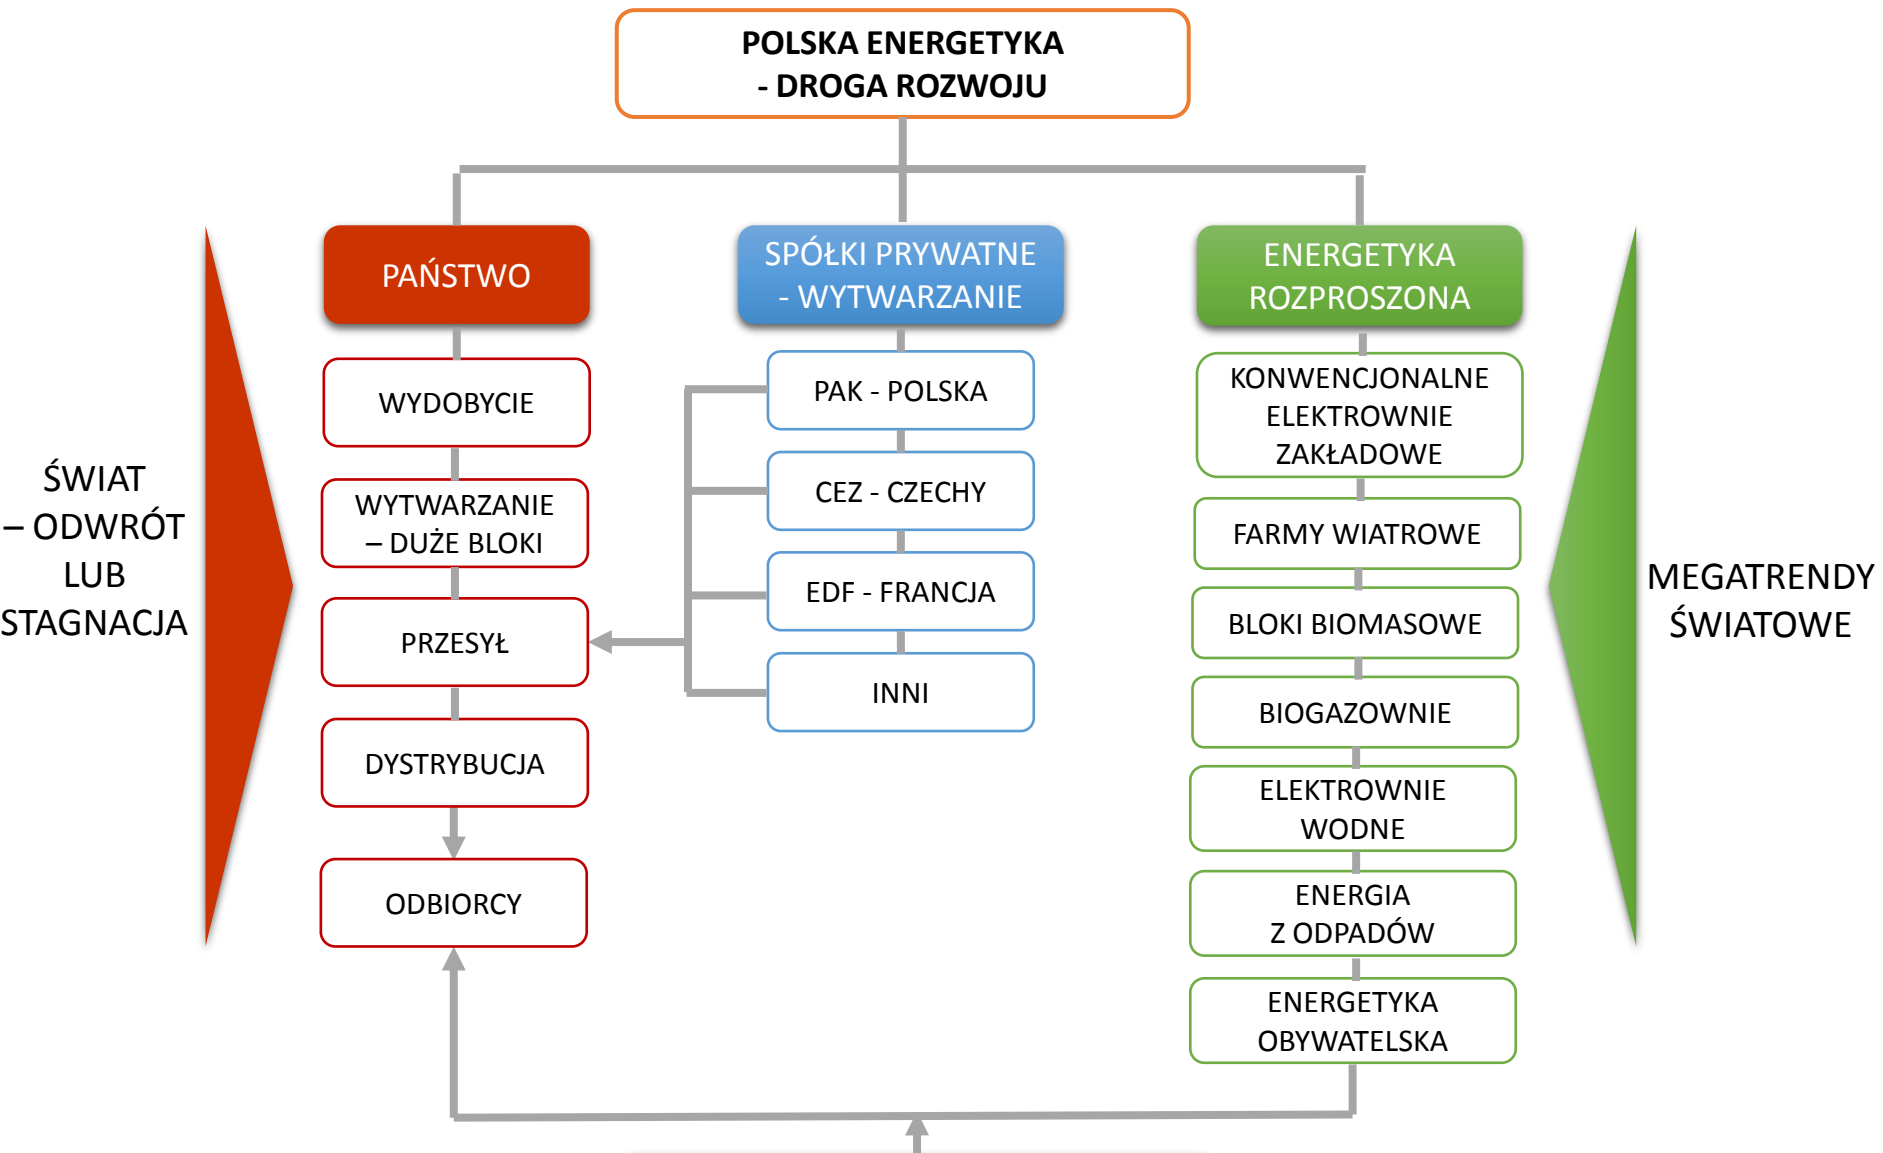 POLSKA ENERGETYKA
- DROGA ROZWOJU
PAŃSTWO
SPÓŁKI PRYWATNE
- WYTWARZANIE
ENERGETYKA
ROZPROSZONA
ŚWIAT
– ODWRÓT
LUB
STAGNACJA
WYDOBYCIE
WYTWARZANIE
– DUŻE BLOKI
PRZESYŁ
DYSTRYBUCJA
ODBIORCY
PAK - POLSKA
CEZ - CZECHY
EDF - FRANCJA
INNI
KONWENCJONALNE
ELEKTROWNIE
ZAKŁADOWE
FARMY WIATROWE
BLOKI BIOMASOWE
BIOGAZOWNIE
ELEKTROWNIE
WODNE
ENERGIA
Z ODPADÓW
ENERGETYKA
OBYWATELSKA
MEGATRENDY
ŚWIATOWE